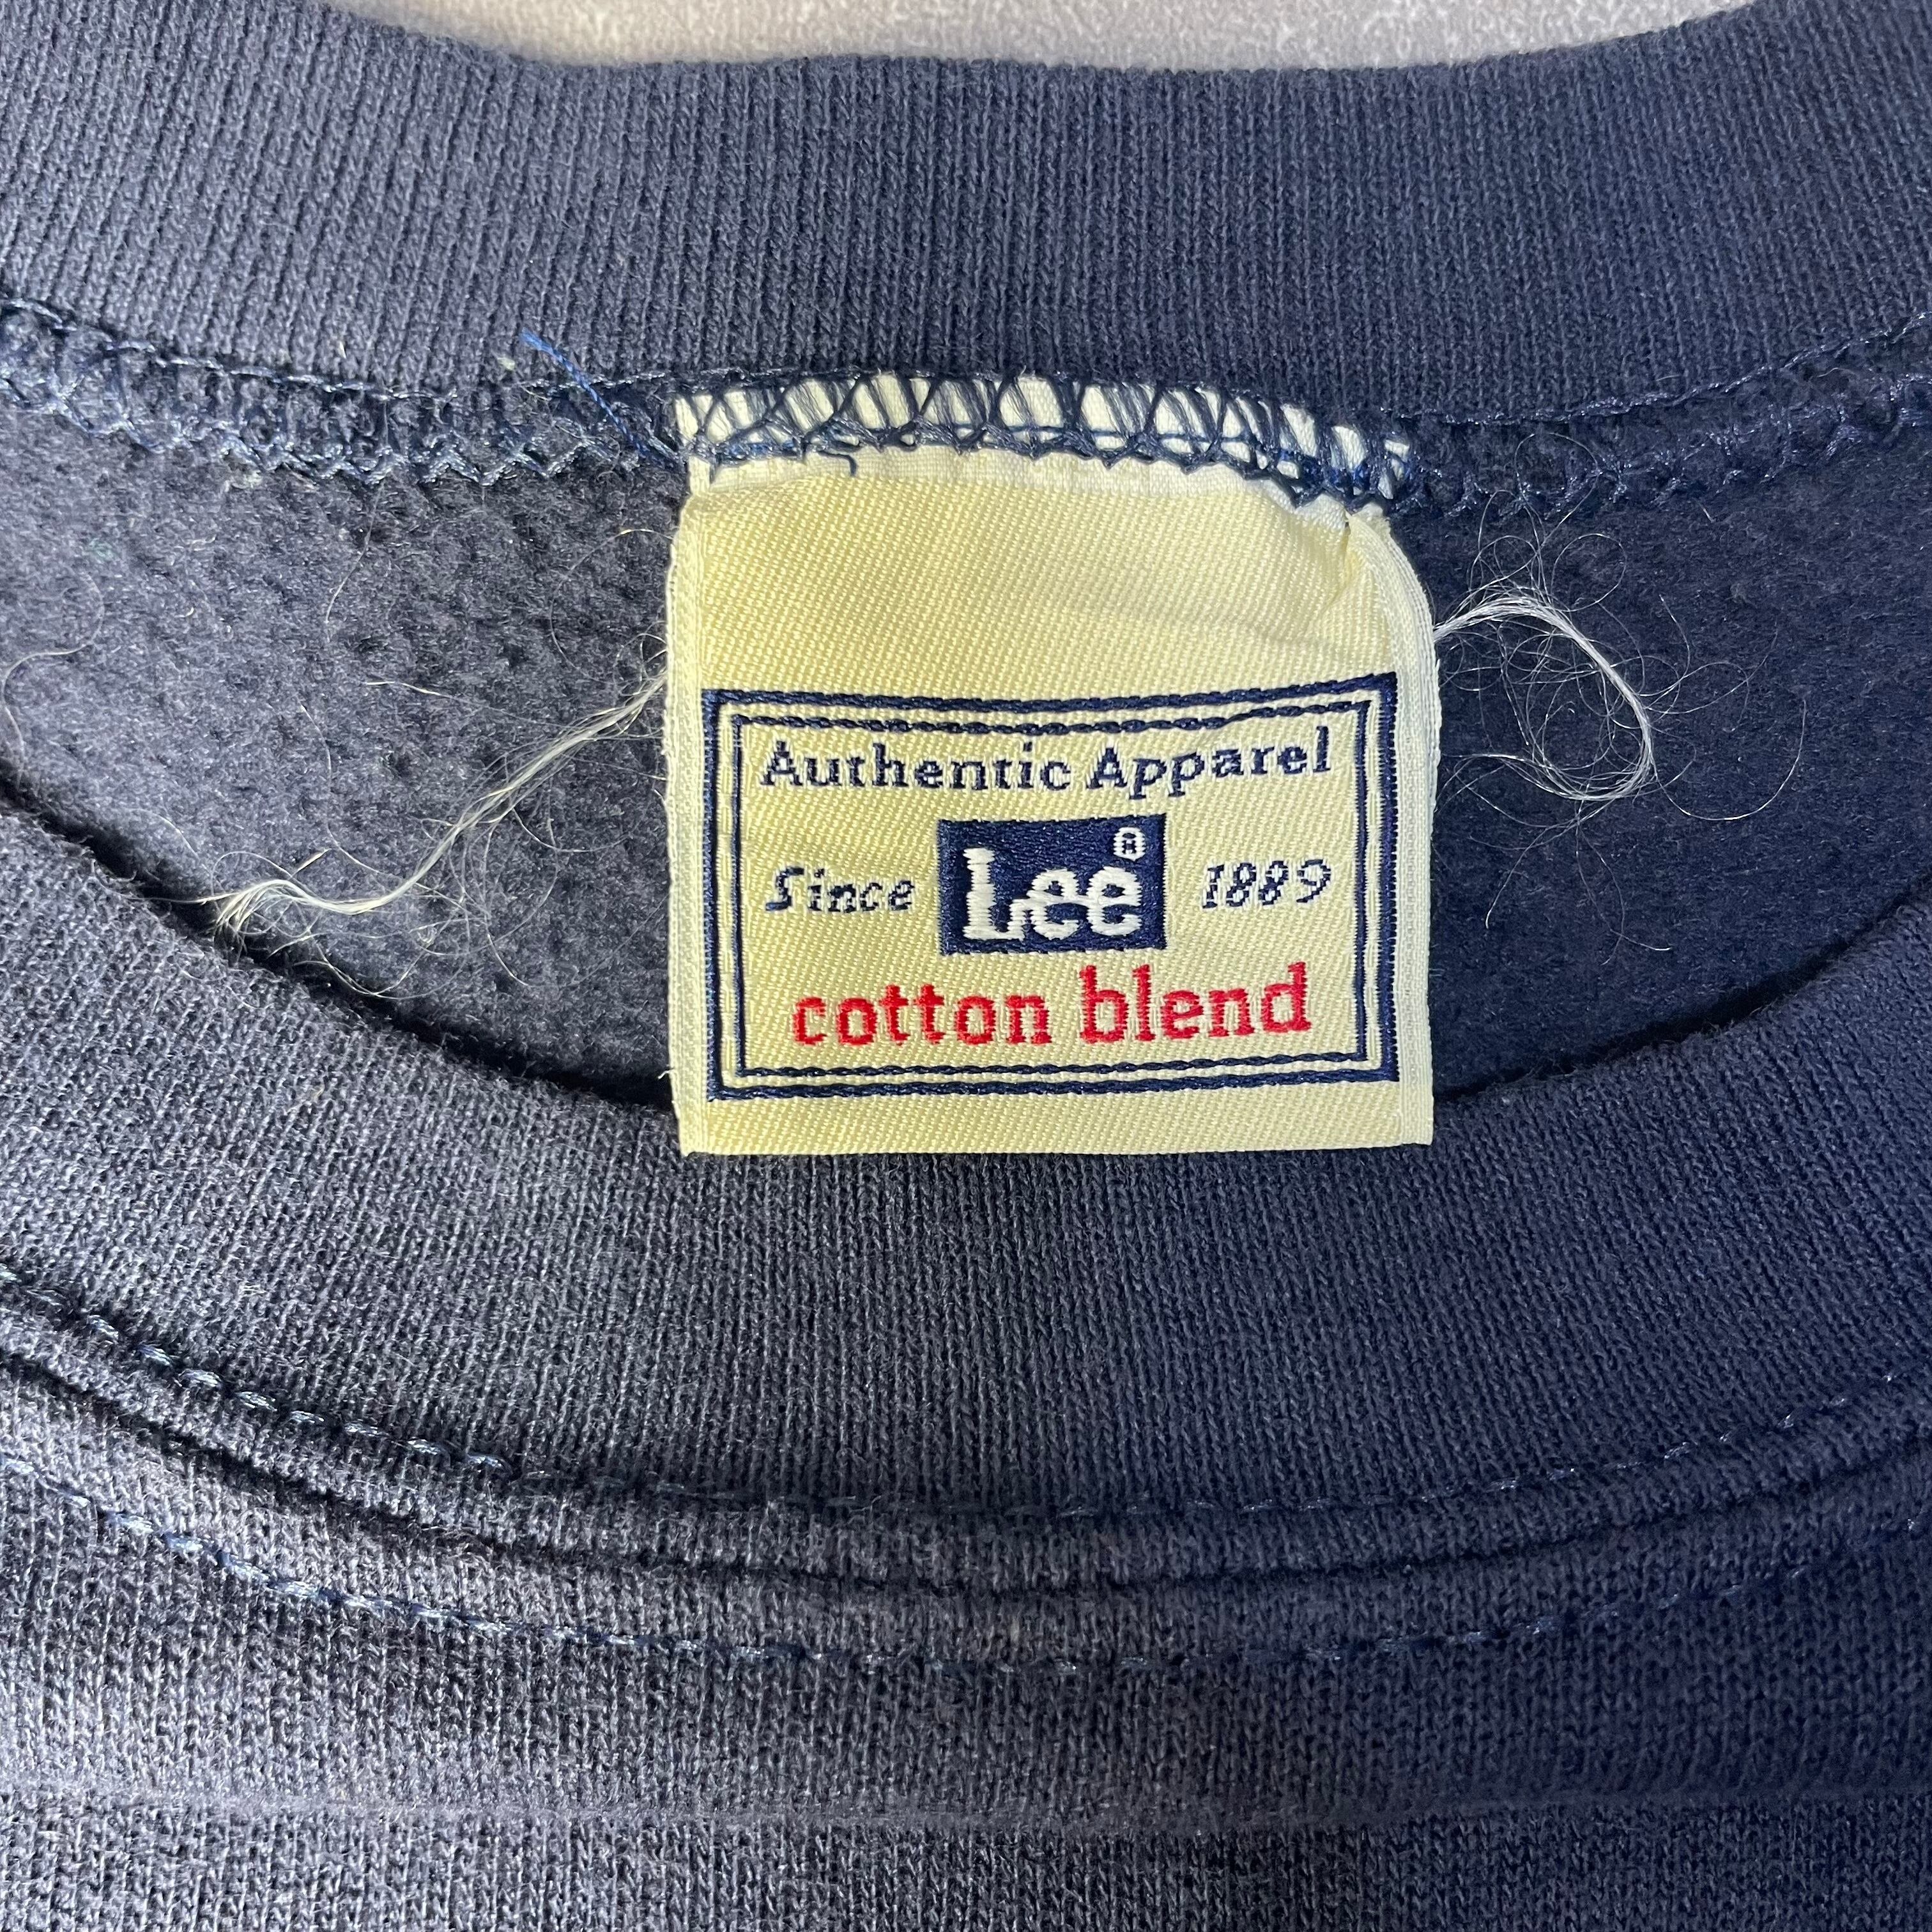 Authentic Apparel
Since Lee® 1889
cotton blend